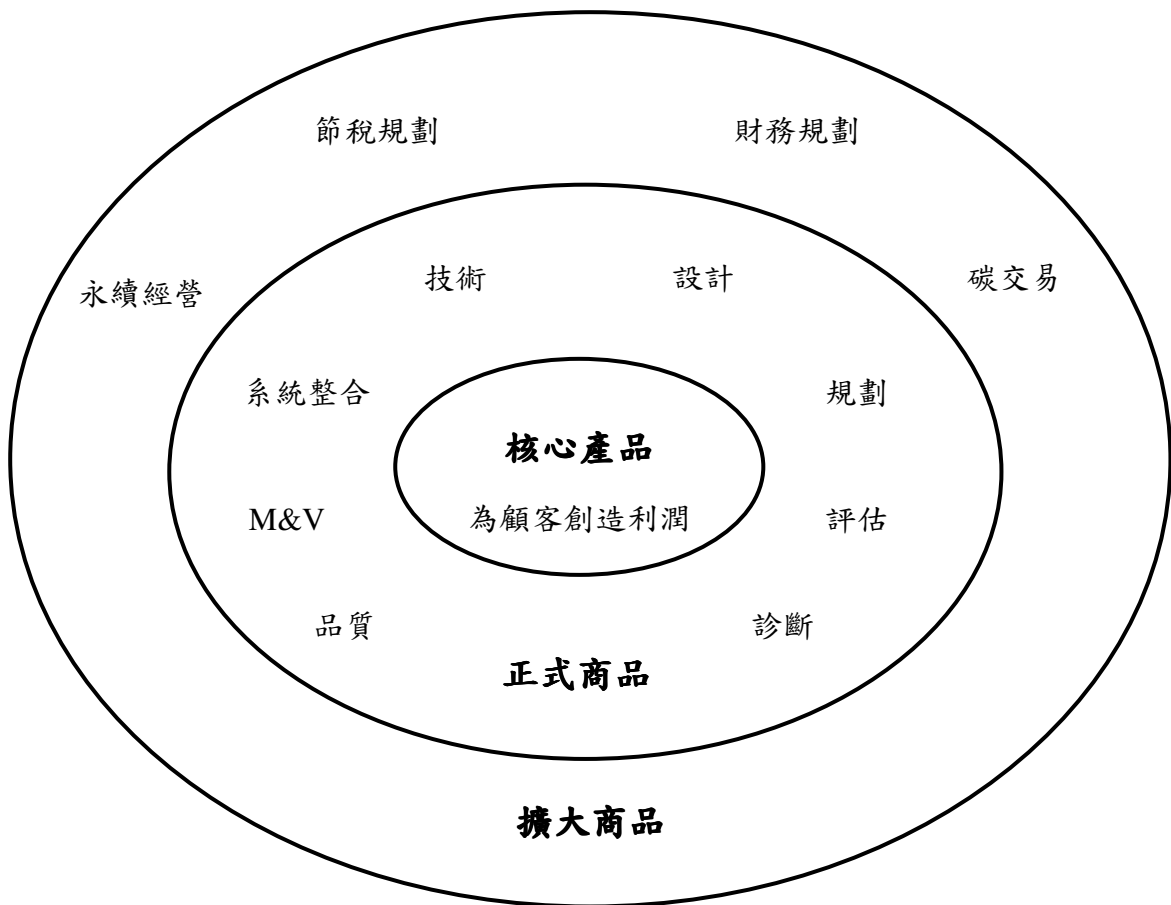 節稅規劃
財務規劃
永續經營
技術
設計
碳交易
系統整合
規劃
核心產品
M&V
為顧客創造利潤
評估
品質
診斷
正式商品
擴大商品